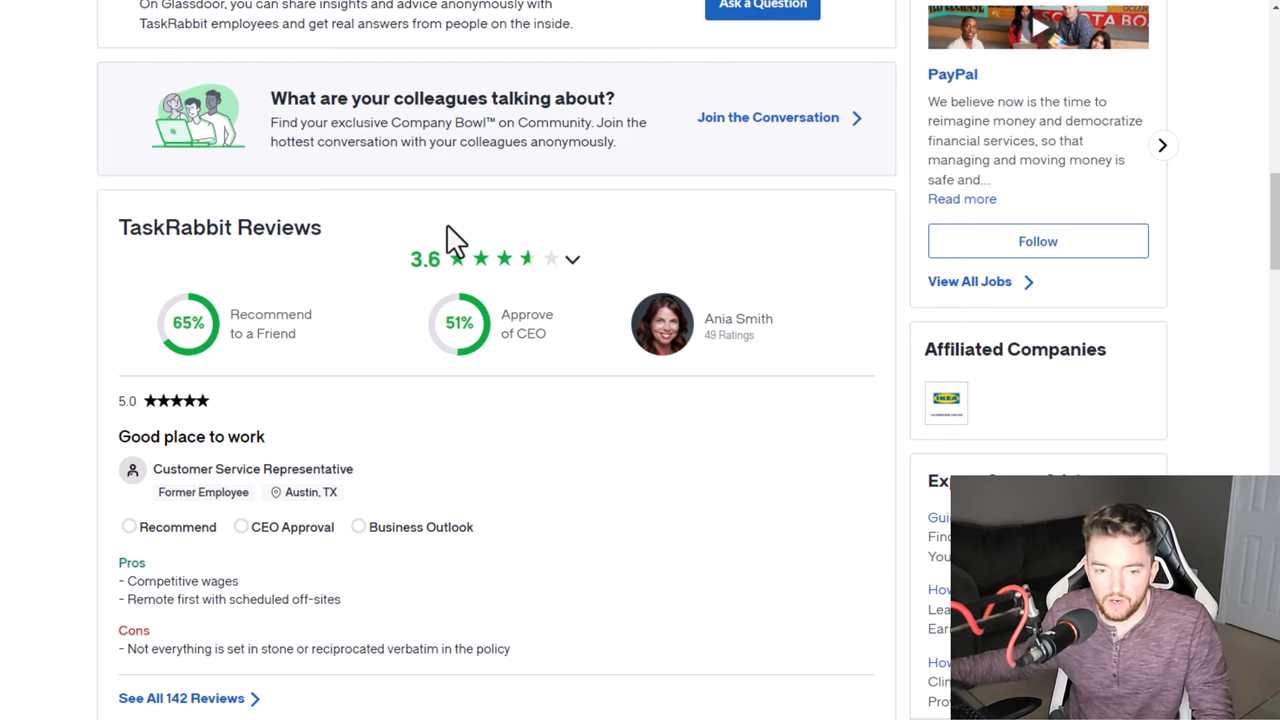 On Glassdoor, you can share insights and advice anonymously with
TaskRabbit employees and get real answers from people on the inside.
Ask a Question
What are your colleagues talking about?
Find your exclusive Company Bowl™ on Community. Join the
hottest conversation with your colleagues anonymously.
Join the Conversation
TaskRabbit Reviews
3.6
65%
Recommend
to a Friend
51%
Approve
of CEO
Ania Smith
49 Ratings
5.0
Good place to work
Customer Service Representative
Former Employee
Austin, TX
Recommend
CEO Approval
Business Outlook
Pros
- Competitive wages
- Remote first with scheduled off-sites
Cons
- Not everything is set in stone or reciprocated verbatim in the policy
See All 142 Reviews
PayPal
We believe now is the time to
reimagine money and democratize
financial services, so that
managing and moving money is
safe and...
Read more
Follow
View All Jobs
Affiliated Companies
IKEA